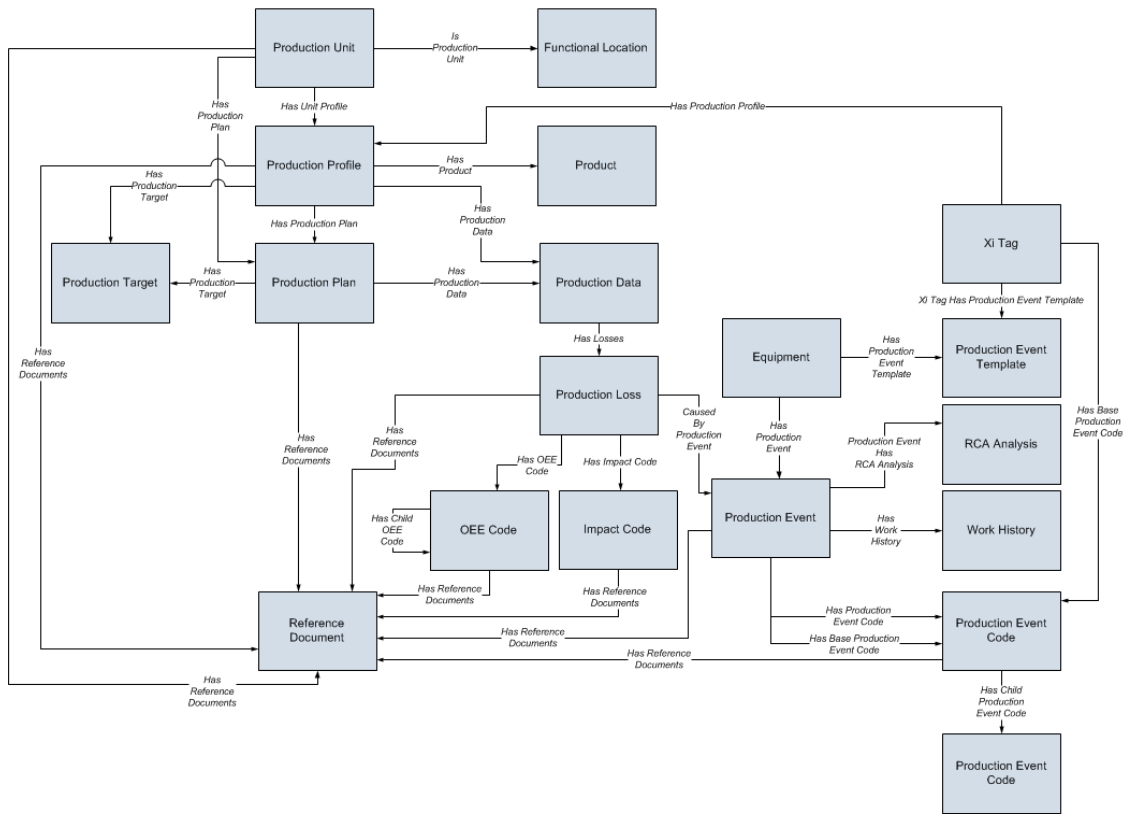 Production Unit
Is
Production
Unit
Functional Location
Has
Production
Plan
Has Unit Profile
Has Production Profile
Production Profile
Has
Product
Product
Has
Production
Target
Has
Production
Data
Has Production Plan
Xi Tag
Production Target
Has
Production
Target
Production Plan
Has
Production
Data
Production Data
Xi Tag Has Production Event Template
Has Losses
Has
Reference
Documents
Equipment
Has
Production
Event
Template
Production Event
Template
Production Loss
Caused
By
Production
Event
Has Base
Production
Event Code
Has
Reference
Documents
Has
Reference
Documents
Has OEE
Code
Has Impact Code
Has
Production
Event
Production Event
Has
RCA Analysis
RCA Analysis
Has Child
OEE
Code
OEE Code
Impact Code
Production Event
Has
Work
History
Work History
Has Reference
Documents
Has Reference
Documents
Reference
Document
Has Reference
Documents
Has Production
Event Code
Has Base Production
Event Code
Production Event
Code
Has Reference
Documents
Has
Reference
Documents
Has Child
Production
Event Code
Production Event
Code